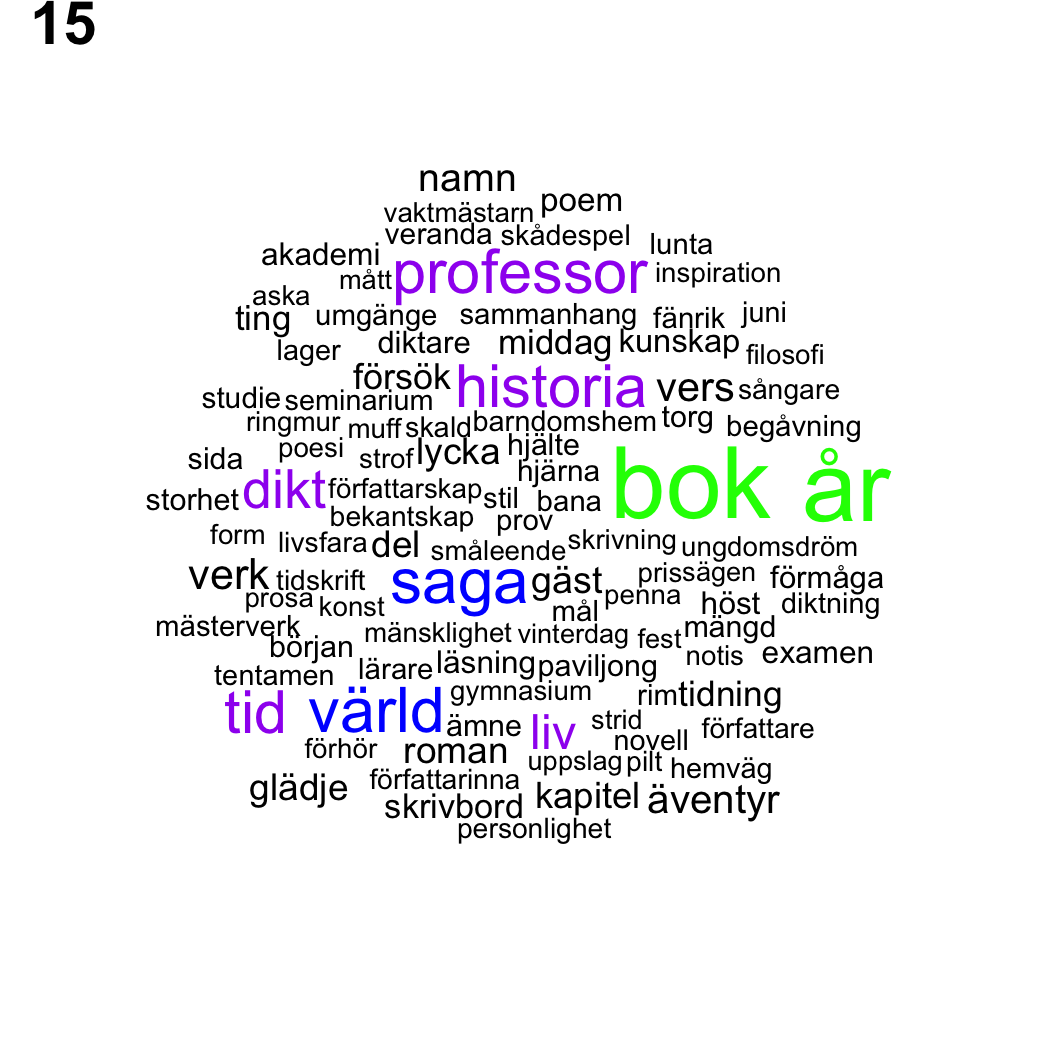 15
namn
vaktmästarn poem
veranda skådespel lunta
akademi
mått professor inspiration
aska
ting umgänge sammanhang fänrik juni
lager diktare middag kunskap filosofi
försök historia vers sångare
studie seminarium
ringmur muff skald barndomshem torg begåvning
sida poesi strof lycka hjälte
hjärna bok år
storhet dikt författarskap stil bana
bekantskap prov
form livsfara del småleende skrivning ungdomsdröm
verk tidskrift saga gäst prissägen förmåga
prosa konst mål penna höst diktning
mästerverk mänsklighet vinterdag fest mängd
början
tentamen lärare läsning paviljong notis examen
tid värld gymnasium rim tidning
ämne liv strid författare
förhör roman novell
uppslag pilt hemväg
glädje författarinna
skrivbord kapitel äventyr
personlighet